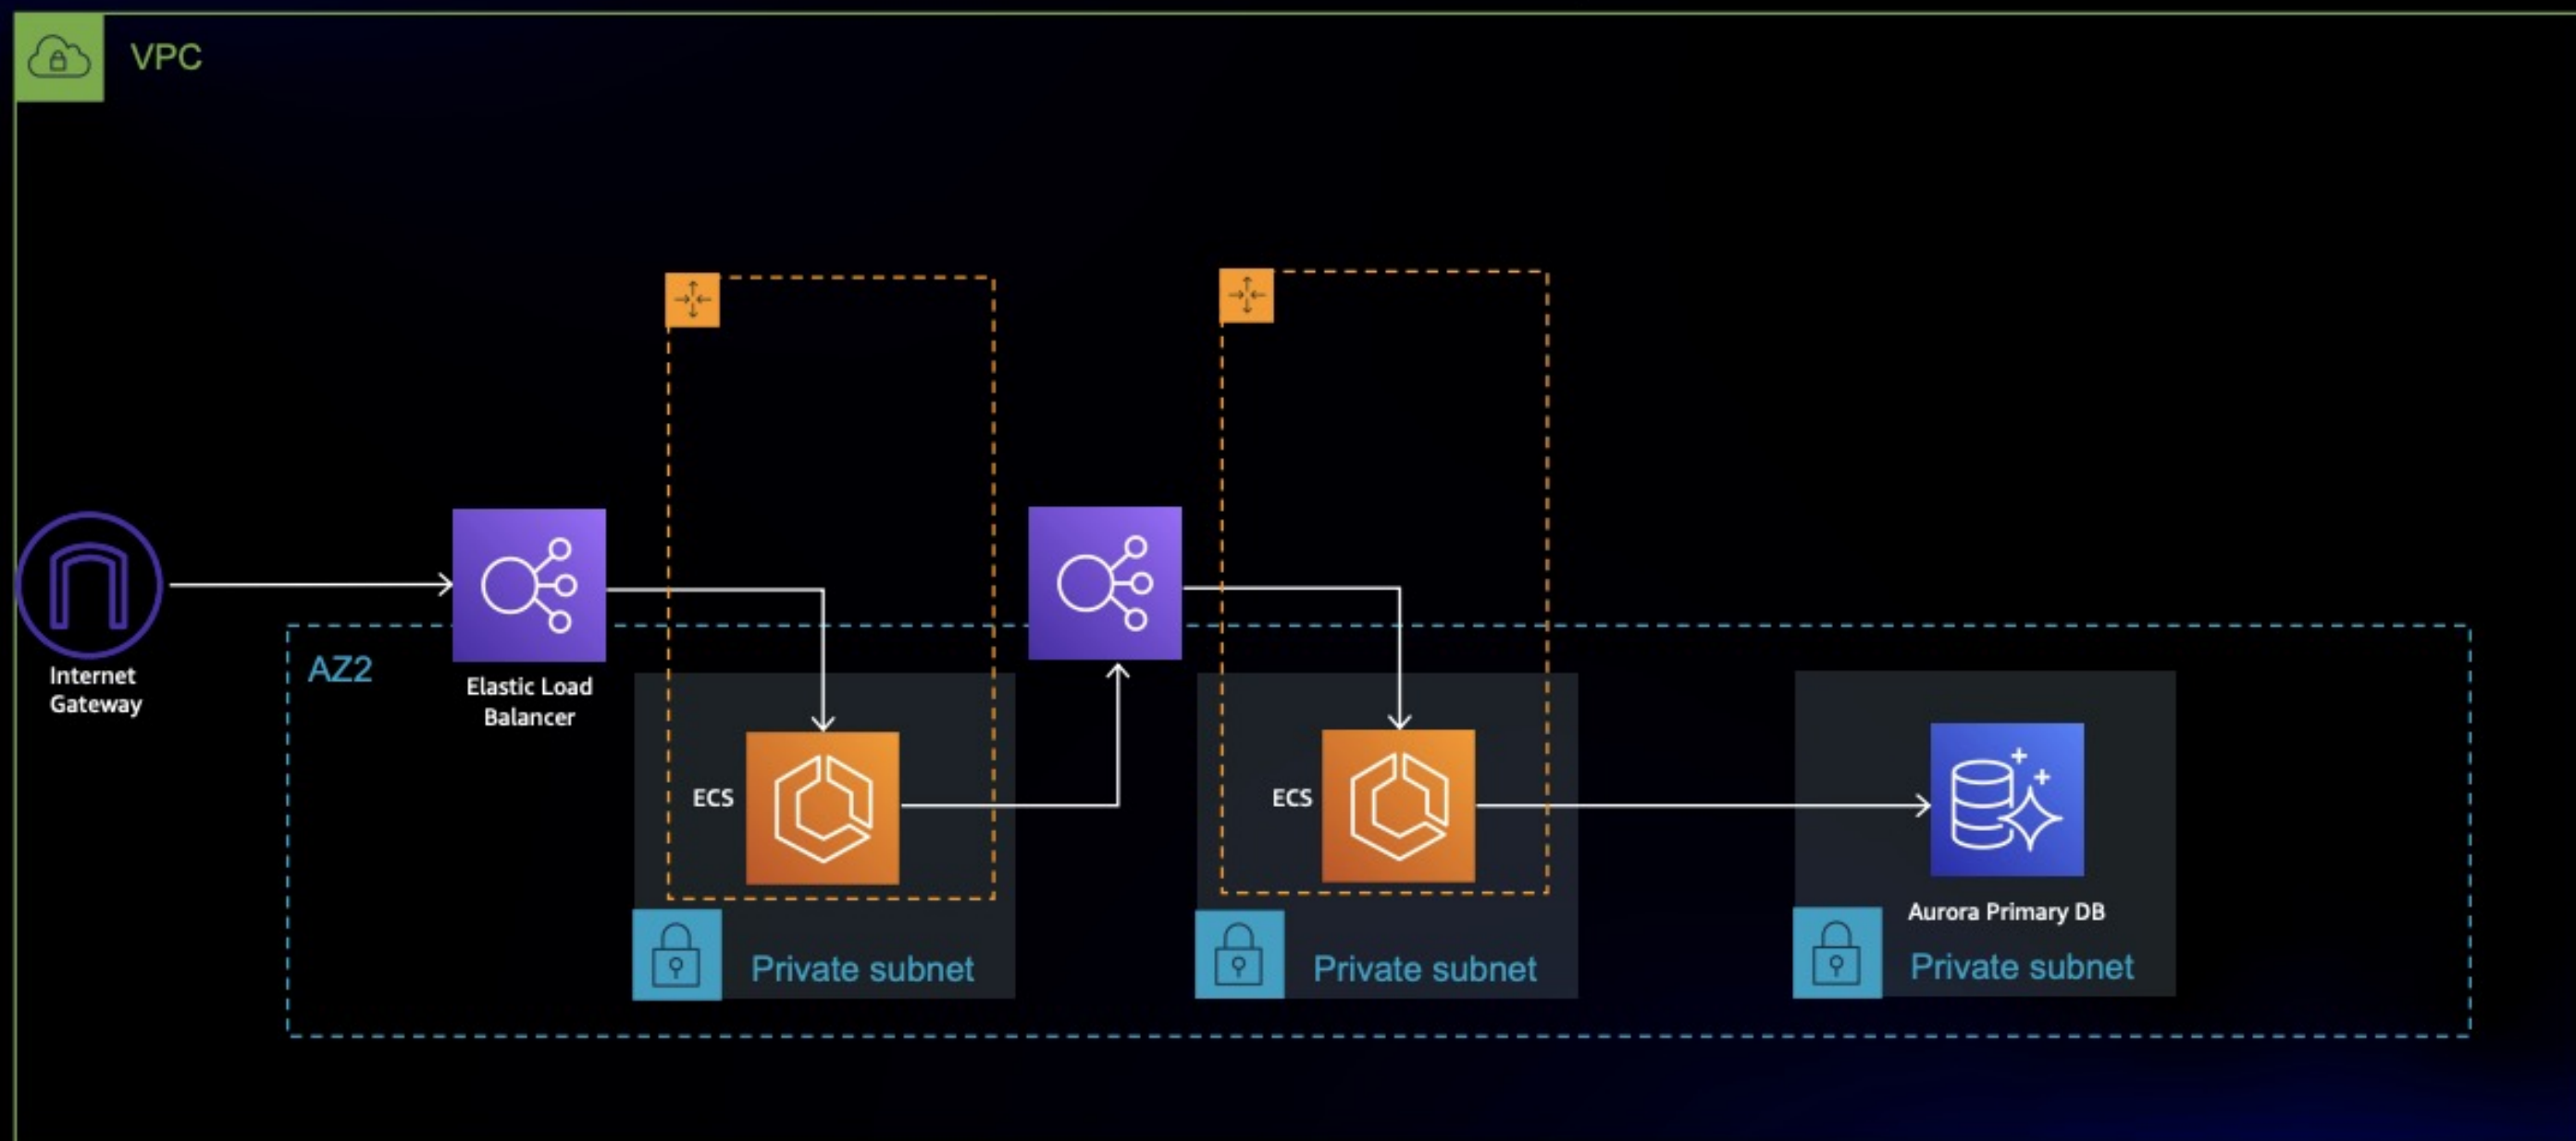 VPC
Internet
Gateway
AZ2
Elastic Load
Balancer
ECS
ECS
Aurora Primary DB
Private subnet
Private subnet
Private subnet